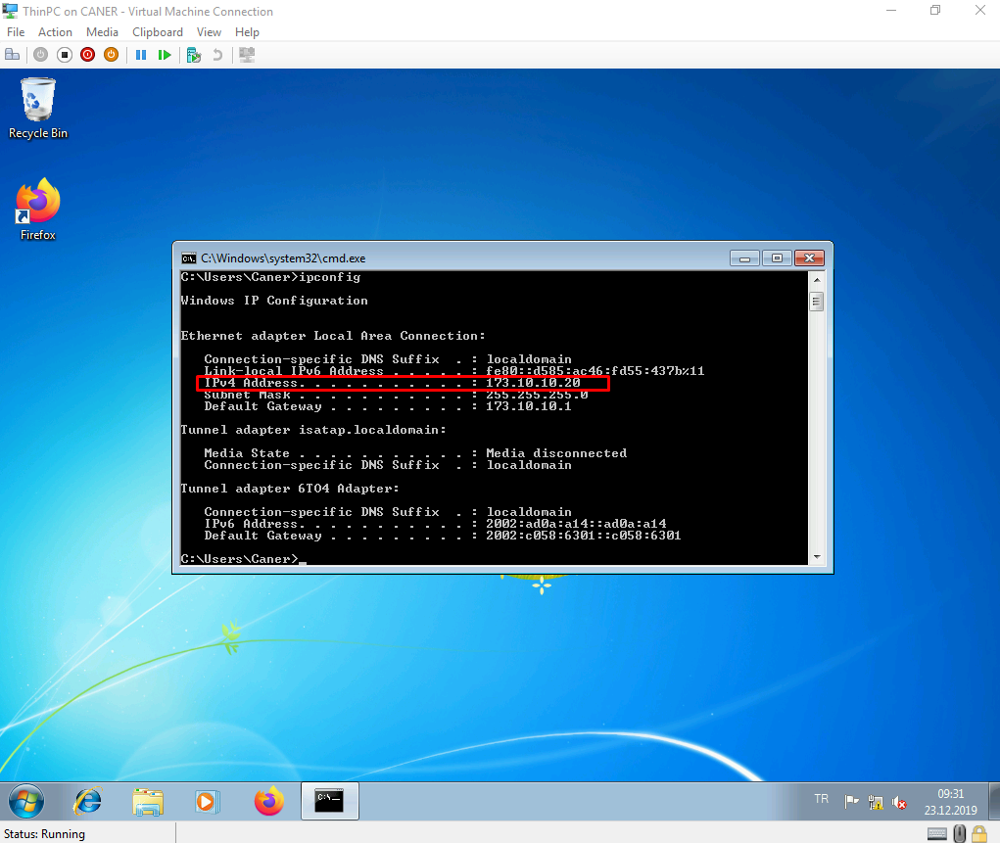 ThinPC on CANER - Virtual Machine Connection
File Action Media Clipboard View Help
Recycle Bin
Firefox
C:\Windows\system32\cmd.exe
C:\Users\Caner>ipconfig
Windows IP Configuration
Ethernet adapter Local Area Connection:
Connection-specific DNS Suffix . : localdomain
Link-local IPv6 Address . . . . . : fe80::d585:ac46:fd55:437b%11
IPv4 Address. . . . . . . . . . . : 173.10.10.20
Subnet Mask . . . . . . . . . . . : 255.255.255.0
Default Gateway . . . . . . . . . : 173.10.10.1
Tunnel adapter isatap.localdomain:
Media State . . . . . . . . . . . : Media disconnected
Connection-specific DNS Suffix . : localdomain
Tunnel adapter 6TO4 Adapter:
Connection-specific DNS Suffix . : localdomain
IPv6 Address. . . . . . . . . . . : 2002:ad0a:a14::ad0a:a14
Default Gateway . . . . . . . . . : 2002:c058:6301::c058:6301
C:\Users\Caner>_
TR
09:31
23.12.2019
Status: Running